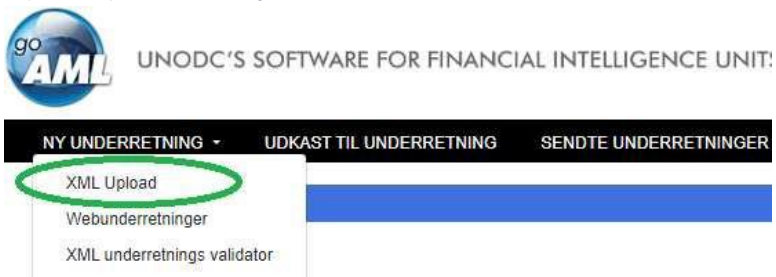 go
AML
UNODC'S SOFTWARE FOR FINANCIAL INTELLIGENCE UNITS
NY UNDERRETNING
UDKAST TIL UNDERRETNING
SENDTE UNDERRETNINGER
XML Upload
Webunderretninger
XML underretnings validator